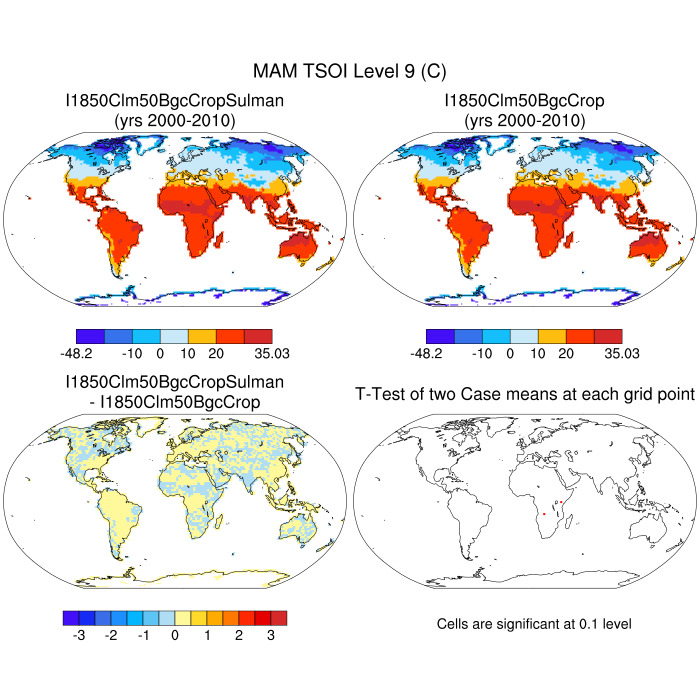 MAM TSOI Level 9 (C)
I1850Clm50BgcCropSulman
(yrs 2000-2010)
I1850Clm50BgcCrop
(yrs 2000-2010)
-48.2 -10 0 10 20 35.03
-48.2 -10 0 10 20 35.03
I1850Clm50BgcCropSulman
- I1850Clm50BgcCrop
T-Test of two Case means at each grid point
-3 -2 -1 0 1 2 3
Cells are significant at 0.1 level